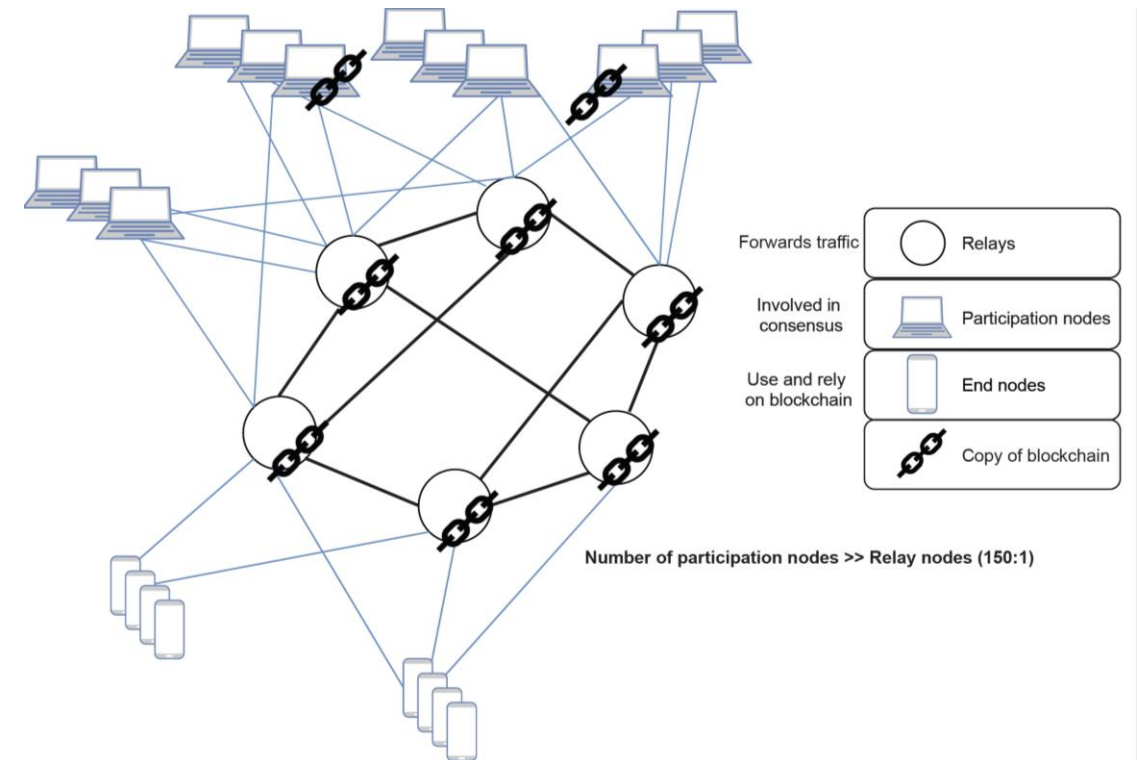 Forwards traffic
Relays
Involved in
consensus
Participation nodes
Use and rely
on blockchain
End nodes
Copy of blockchain
Number of participation nodes >> Relay nodes (150:1)